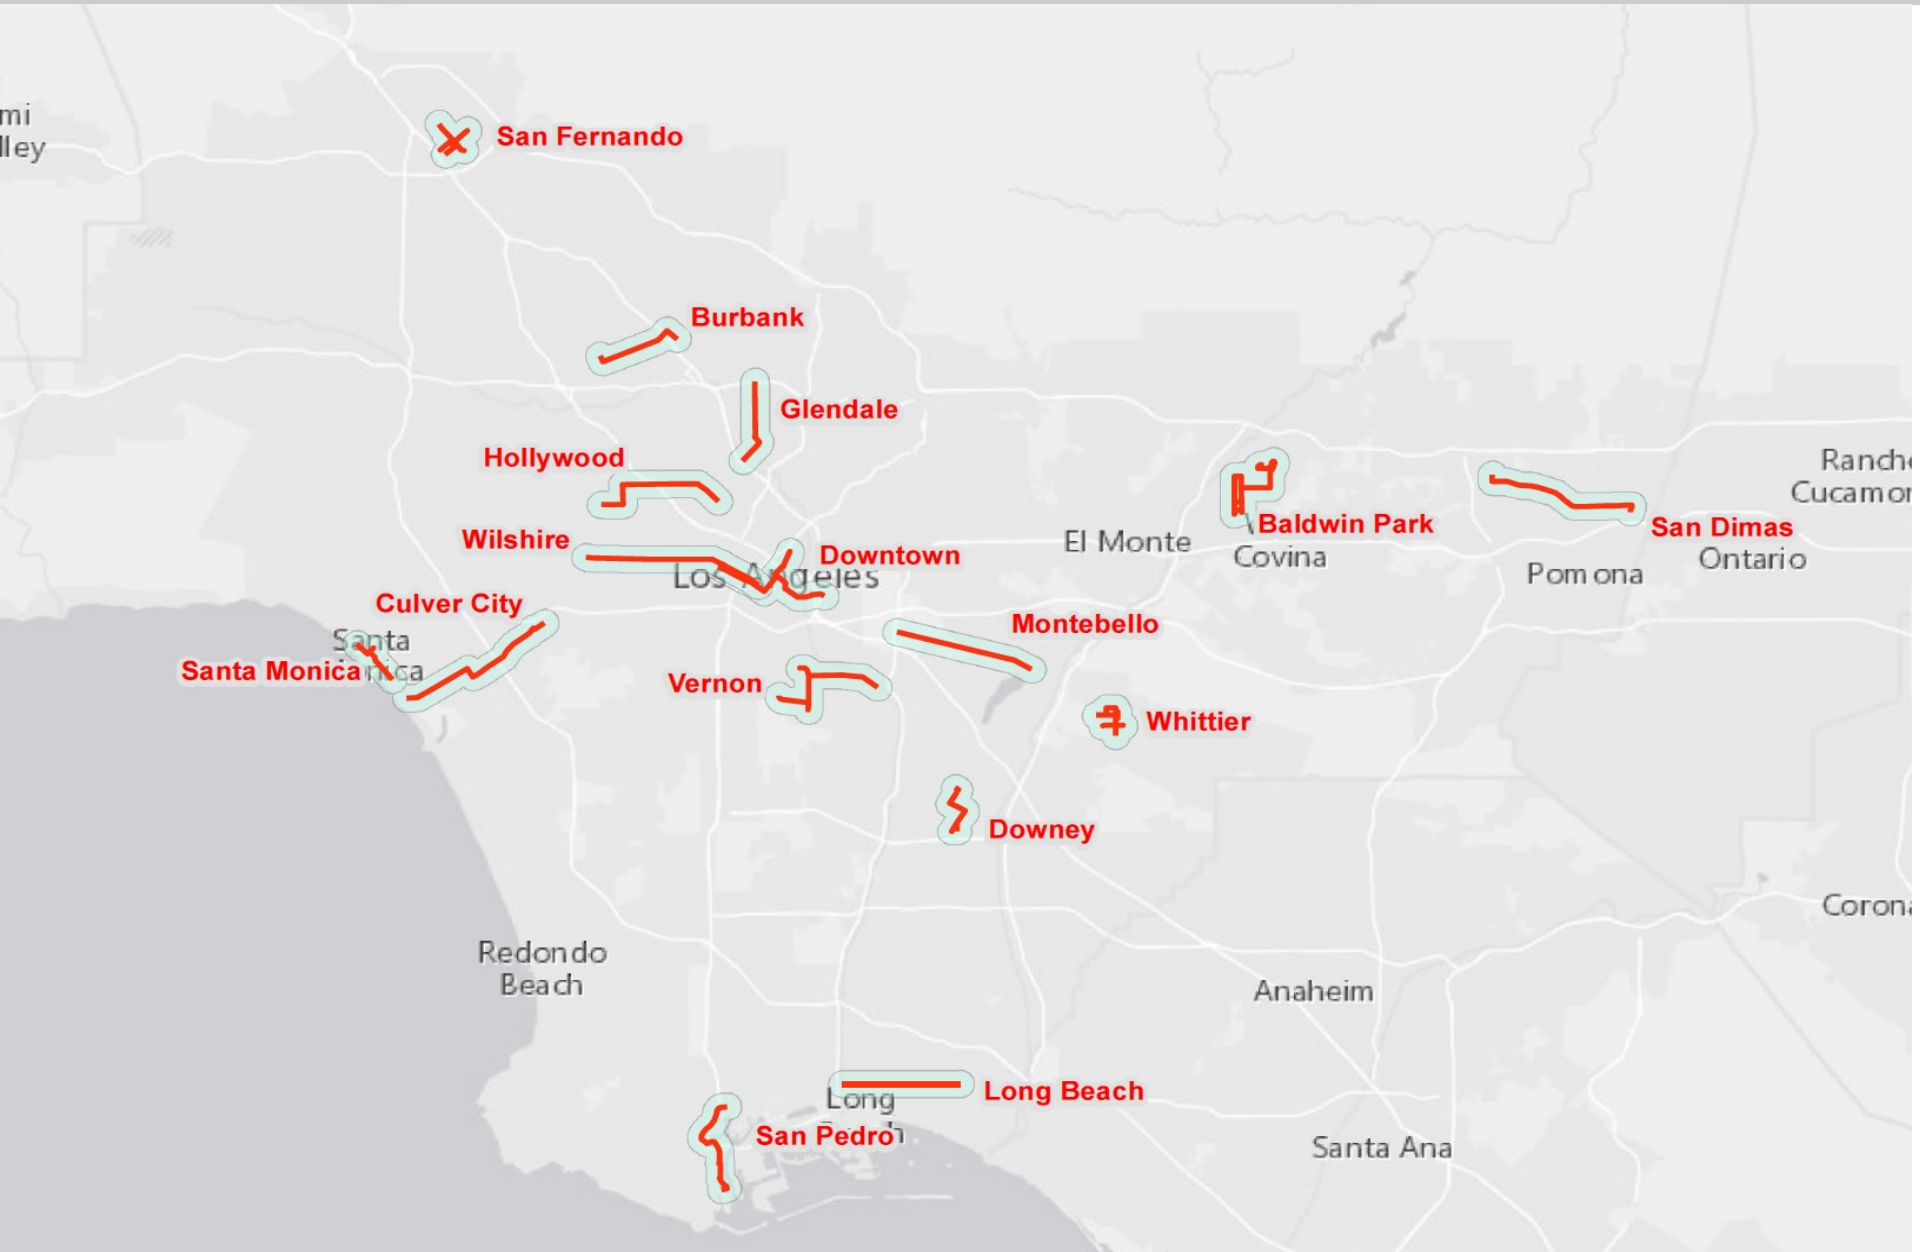 mi
lley
San Fernando
Burbank
Glendale
Hollywood
Wilshire
Downtown
Los Angeles
El Monte
Baldwin Park
Covina
San Dimas
Ontario
Pomona
Ranch
Cucamo
Culver City
Santa
Santa Monica
Montebello
Vernon
Whittier
Downey
Redondo
Beach
Corona
Anaheim
Long Beach
Long
San Pedro
Santa Ana